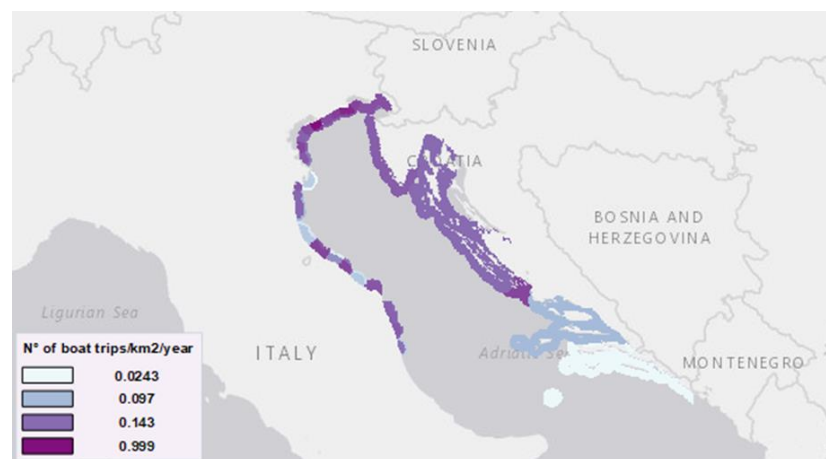 SLOVENIA
CROATIA
BOSNIA AND
HERZEGOVINA
Ligurian Sea
N° of boat trips/km2/year
ITALY
Adriatic Sea
MONTENEGRO
0.0243
0.097
0.143
0.999